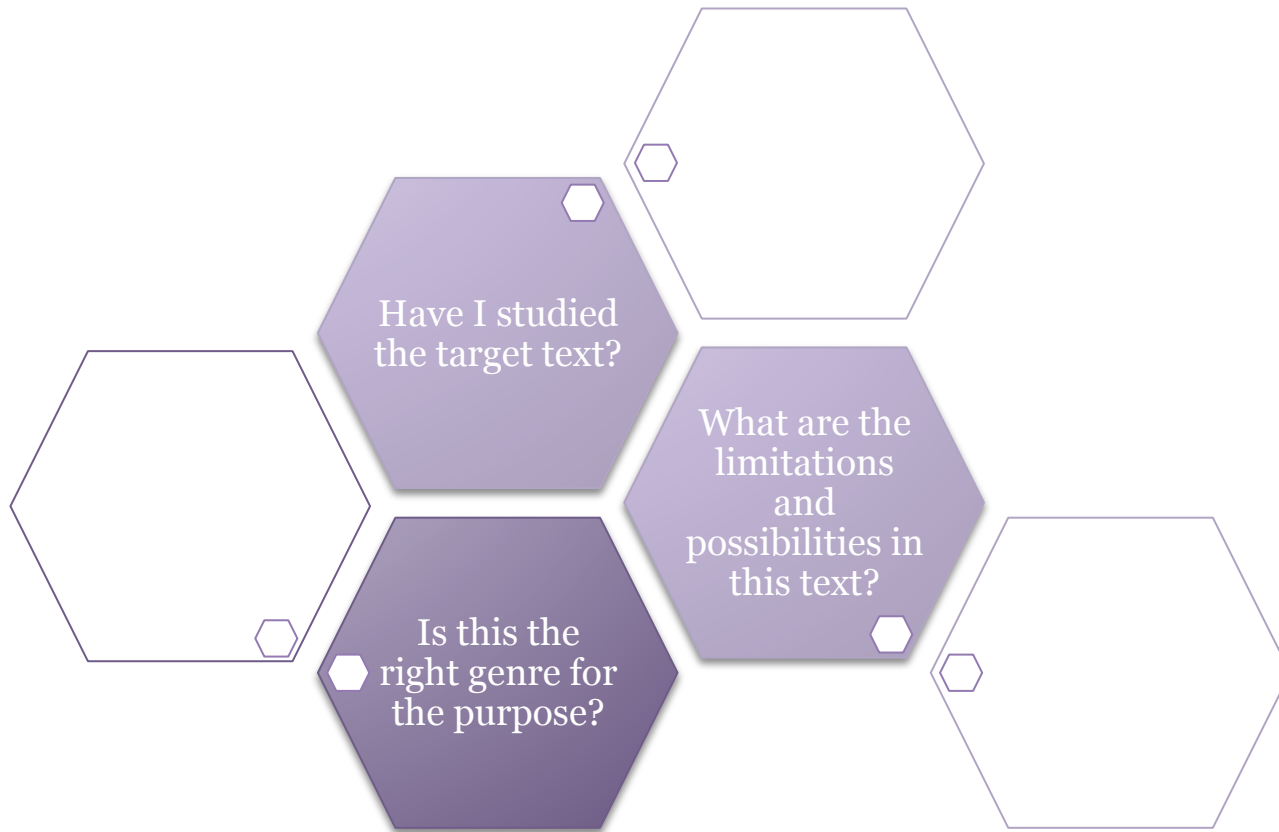 Have I studied
the target text?
What are the
limitations
and
possibilities in
this text?
Is this the
right genre for
the purpose?